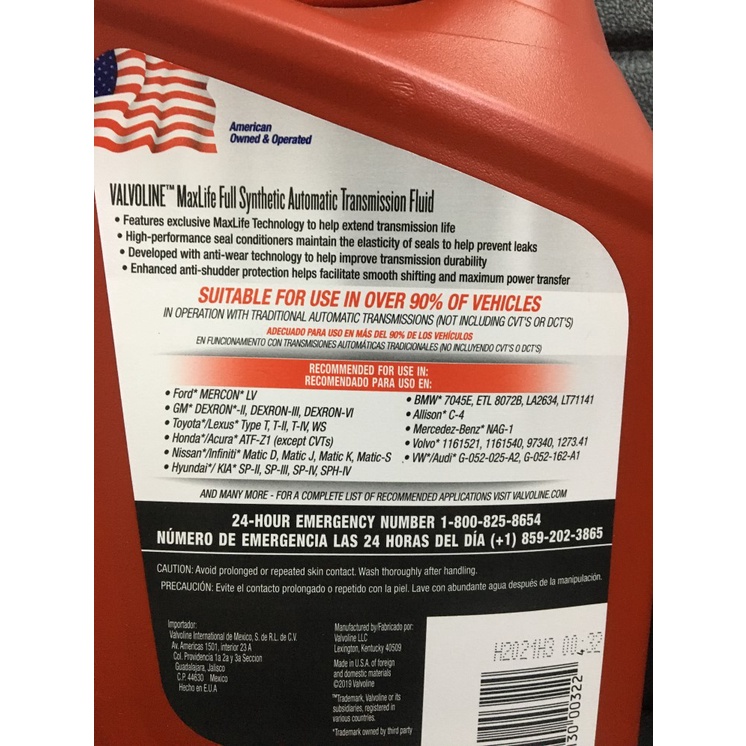 American
Owned & Operated
VALVOLINE™ MaxLife Full Synthetic Automatic Transmission Fluid
• Features exclusive MaxLife Technology to help extend transmission life
• High-performance seal conditioners maintain the elasticity of seals to help prevent leaks
• Developed with anti-wear technology to help improve transmission durability
• Enhanced anti-shudder protection helps facilitate smooth shifting and maximum power transfer
SUITABLE FOR USE IN OVER 90% OF VEHICLES
IN OPERATION WITH TRADITIONAL AUTOMATIC TRANSMISSIONS (NOT INCLUDING CVT'S OR DCT'S)
ADECUADO PARA USO EN MÁS DEL 90% DE LOS VEHÍCULOS
EN FUNCIONAMIENTO CON TRANSMISIONES AUTOMÁTICAS TRADICIONALES (NO INCLUYENDO CVT'S O DCT'S)
RECOMMENDED FOR USE IN:
RECOMENDADO PARA USO EN:
• Ford* MERCON* LV
• GM* DEXRON*-II, DEXRON-III, DEXRON-VI
• Toyota*/Lexus* Type T, T-II, T-IV, WS
• Honda*/Acura* ATF-Z1 (except CVTs)
• Nissan*/Infiniti* Matic D, Matic J, Matic K, Matic-S
• Hyundai*/ KIA* SP-II, SP-III, SP-IV, SPH-IV
• BMW* 7045E, ETL 8072B, LA2634, LT71141
• Allison* C-4
• Mercedes-Benz* NAG-1
• Volvo* 1161521, 1161540, 97340, 1273.41
• VW*/Audi* G-052-025-A2, G-052-162-A1
AND MANY MORE - FOR A COMPLETE LIST OF RECOMMENDED APPLICATIONS VISIT VALVOLINE.COM
24-HOUR EMERGENCY NUMBER 1-800-825-8654
NÚMERO DE EMERGENCIA LAS 24 HORAS DEL DÍA (+1) 859-202-3865
CAUTION: Avoid prolonged or repeated skin contact. Wash thoroughly after handling.
PRECAUCIÓN: Evite el contacto prolongado o repetido con la piel. Lave con abundante agua después de la manipulación.
Importador:
Valvoline International de Mexico, S. de R.L. de C.V.
Av. Americas 1501, interior 23 A
Col. Providencia 1a 2a y 3a Seccion
Guadalajara, Jalisco
C.P. 44630 Mexico
Hecho en E.U.A
Manufactured by/Fabricado por:
Valvoline LLC
Lexington, Kentucky 40509
Made in U.S.A. of foreign
and domestic materials
©2019 Valvoline
™Trademark, Valvoline or its
subsidiaries, registered in
various countries.
*Trademark owned by third party
H2021H3 00:32
30 00322